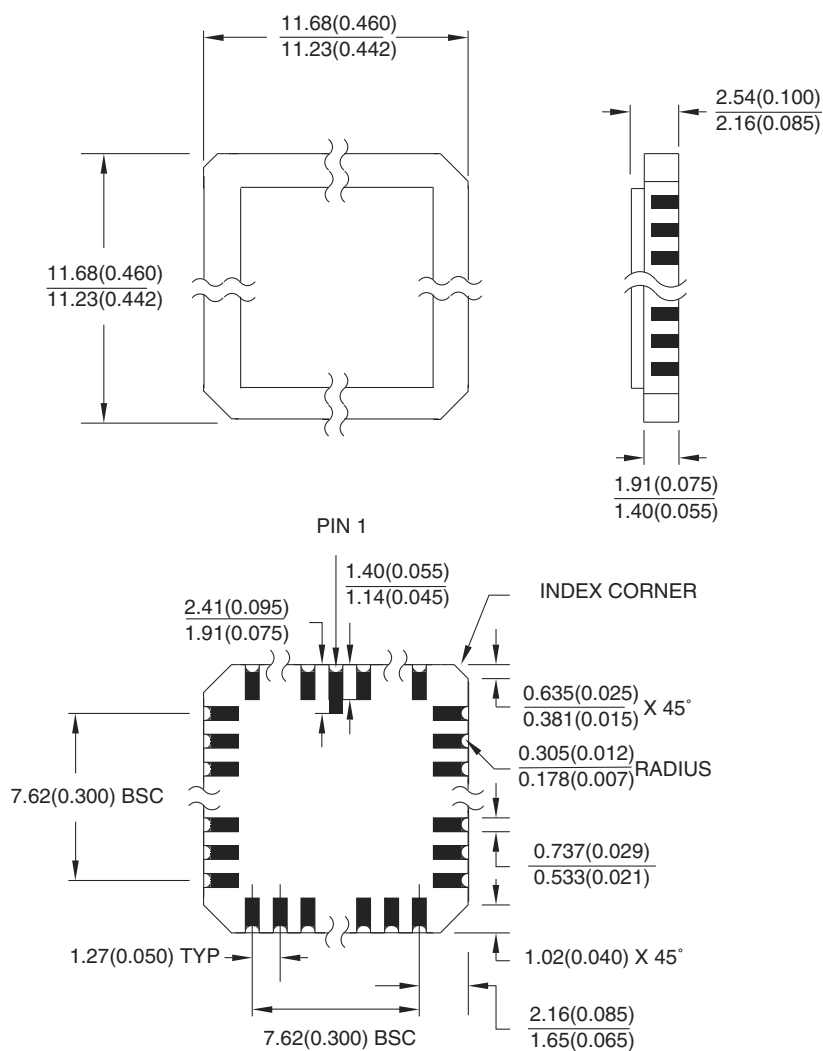 11.68(0.460)
11.23(0.442)
2.54(0.100)
2.16(0.085)
11.68(0.460)
11.23(0.442)
1.91(0.075)
1.40(0.055)
PIN 1
1.40(0.055)
1.14(0.045)
INDEX CORNER
2.41(0.095)
1.91(0.075)
0.635(0.025)
0.381(0.015) X 45˚
0.305(0.012)
0.178(0.007) RADIUS
7.62(0.300) BSC
0.737(0.029)
0.533(0.021)
1.27(0.050) TYP
1.02(0.040) X 45˚
7.62(0.300) BSC
2.16(0.085)
1.65(0.065)